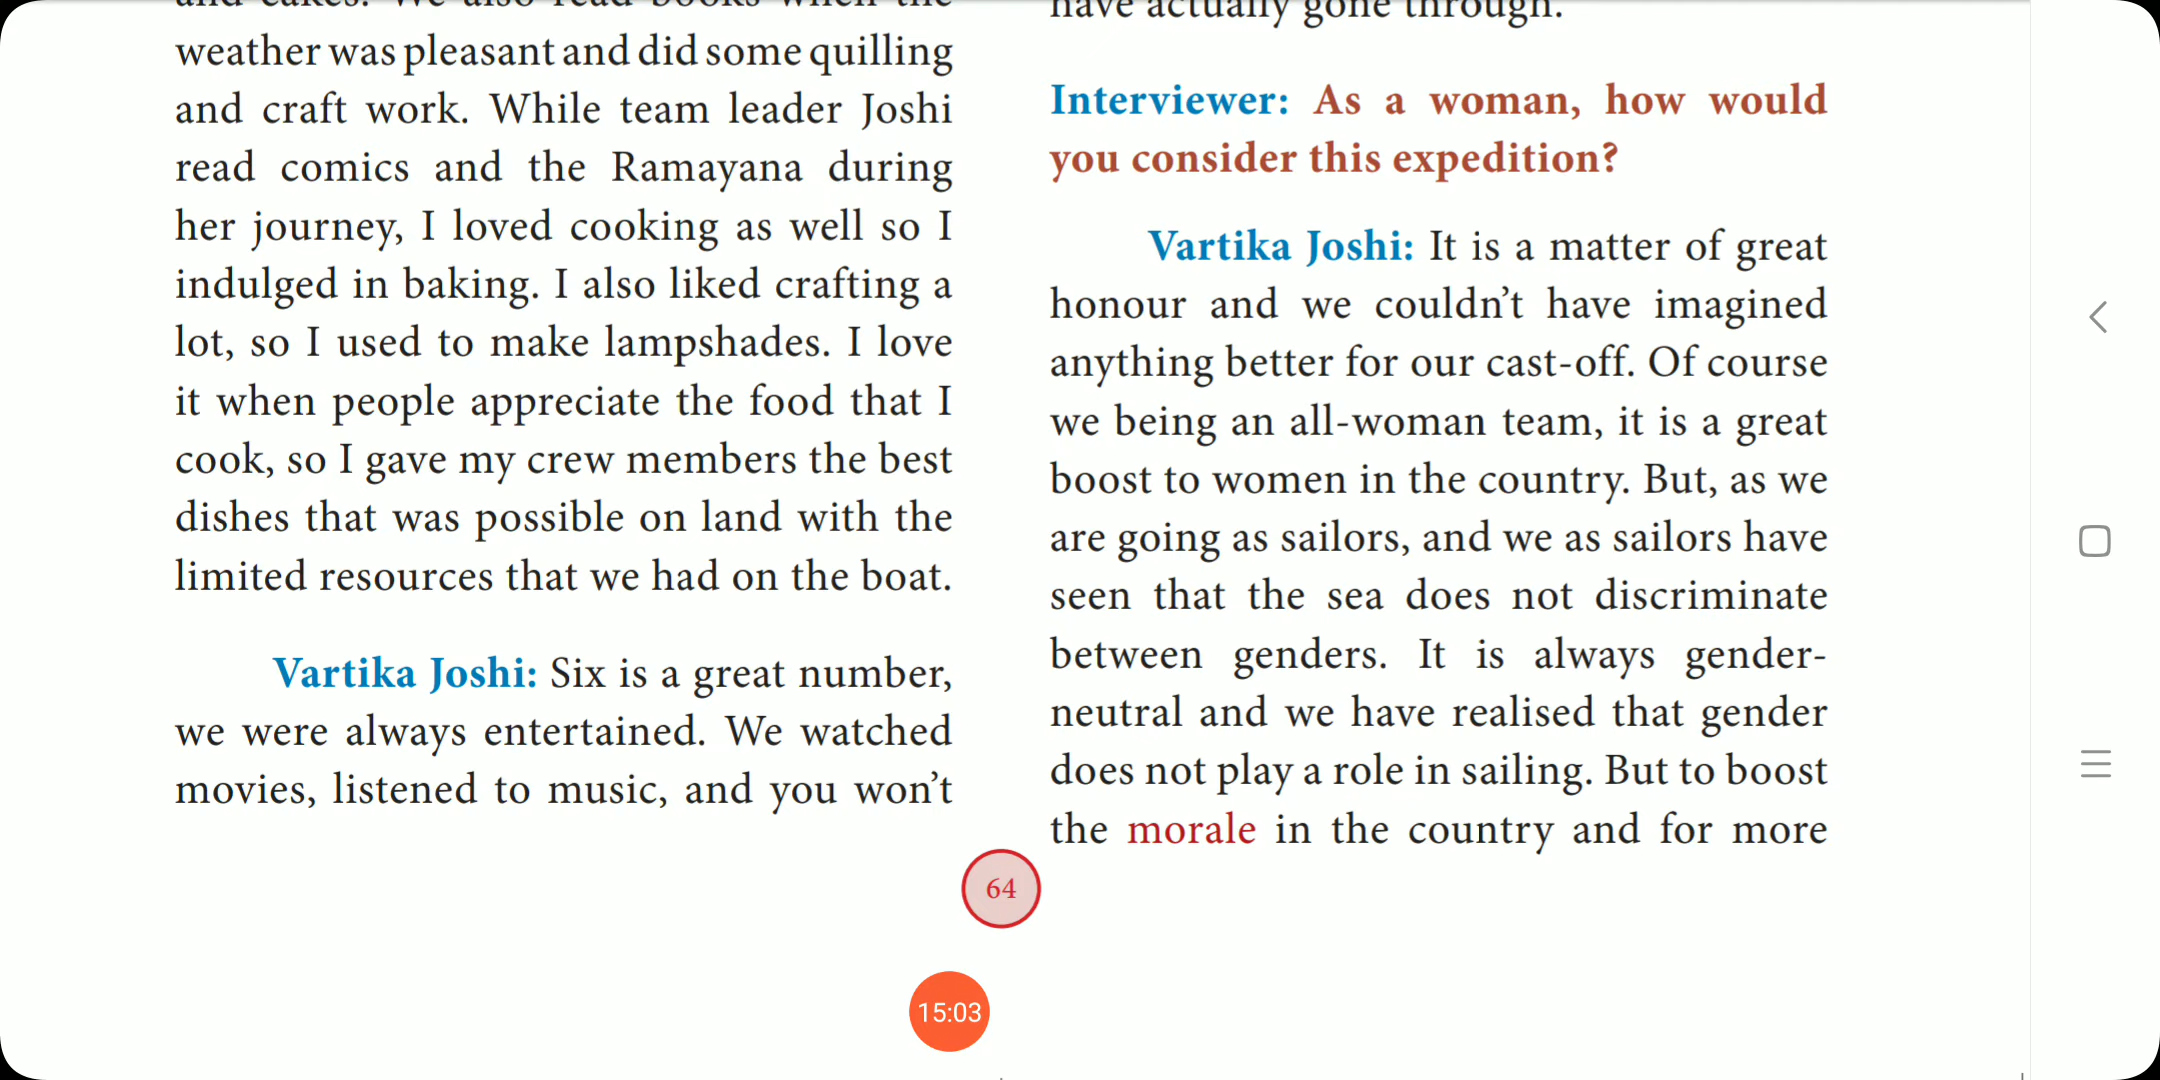 and cakes. We also read books when the
weather was pleasant and did some quilling
and craft work. While team leader Joshi
read comics and the Ramayana during
her journey, I loved cooking as well so I
indulged in baking. I also liked crafting a
lot, so I used to make lampshades. I love
it when people appreciate the food that I
cook, so I gave my crew members the best
dishes that was possible on land with the
limited resources that we had on the boat.
Vartika Joshi: Six is a great number,
we were always entertained. We watched
movies, listened to music, and you won't
have actually gone through.
Interviewer: As a woman, how would
you consider this expedition?
Vartika Joshi: It is a matter of great
honour and we couldn't have imagined
anything better for our cast-off. Of course
we being an all-woman team, it is a great
boost to women in the country. But, as we
are going as sailors, and we as sailors have
seen that the sea does not discriminate
between genders. It is always gender-
neutral and we have realised that gender
does not play a role in sailing. But to boost
the morale in the country and for more
64
15:03